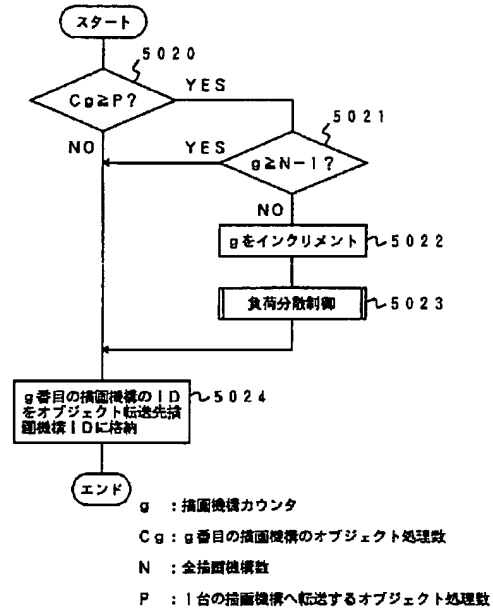 スタート
5020
Cg≧P?
YES
5021
NO
YES
g≧N-1?
NO
gをインクリメント
5022
負荷分散制御
5023
g番目の描画機構のID
をオブジェクト転送先描
画機構IDに格納
5024
エンド
g :描画機構カウンタ
Cg:g番目の描画機構のオブジェクト処理数
N :全描画機構数
P :1台の描画機構へ転送するオブジェクト処理数